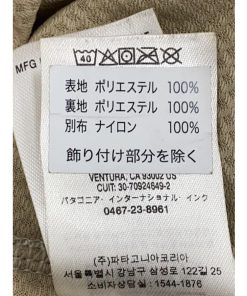 40
MFG
表地 ポリエステル 100%
裏地 ポリエステル 100%
別布 ナイロン 100%
飾り付け部分を除く
VENTURA, CA 93002 US
CUIT: 30-70924649-2
パタゴニア・インターナショナル・インク
0467-23-8961
(주)파타고니아코리아
서울특별시 강남구 삼성로 122길 25
소비자상담실: 1544-1876